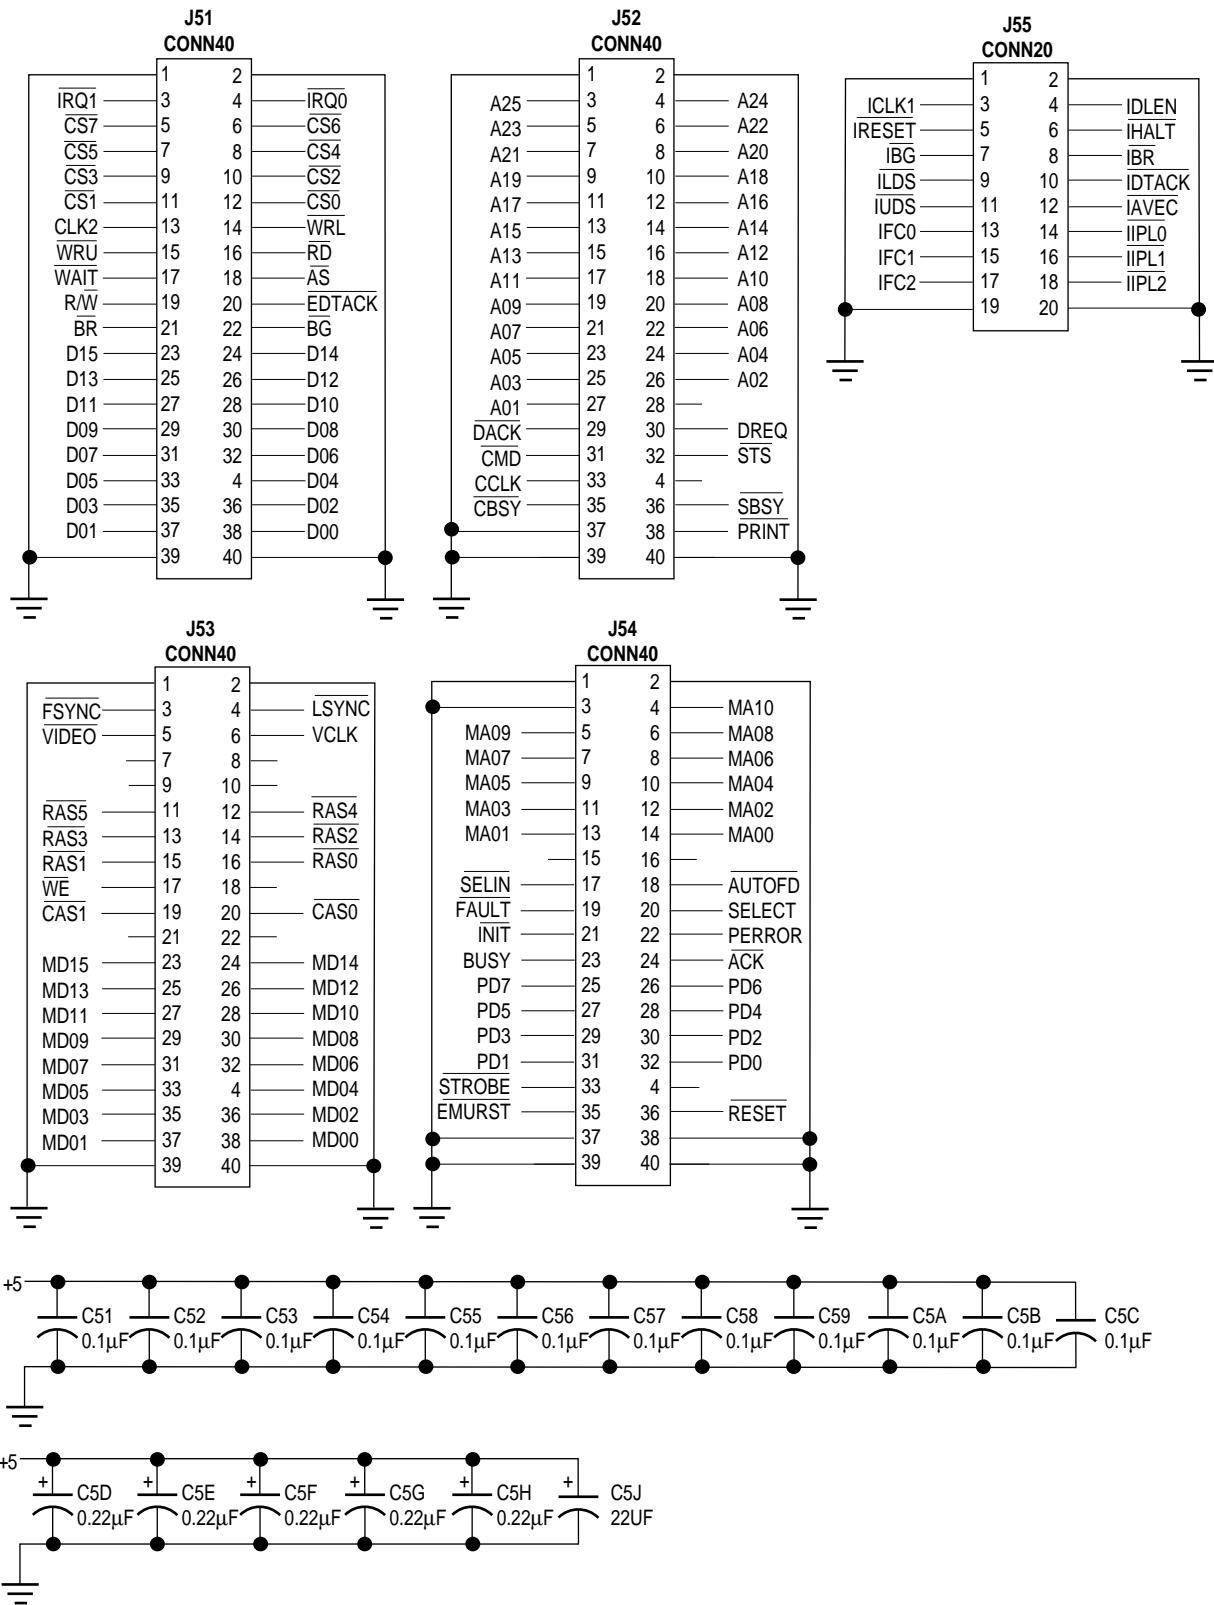 J51
CONN40
1 2
IRQ1 3 4 IRQ0
CS7 5 6 CS6
CS5 7 8 CS4
CS3 9 10 CS2
CS1 11 12 CS0
CLK2 13 14 WRL
WRU 15 16 RD
WAIT 17 18 AS
R/W 19 20 EDTACK
BR 21 22 BG
D15 23 24 D14
D13 25 26 D12
D11 27 28 D10
D09 29 30 D08
D07 31 32 D06
D05 33 4 D04
D03 35 36 D02
D01 37 38 D00
39 40
J52
CONN40
1 2
A25 3 4 A24
A23 5 6 A22
A21 7 8 A20
A19 9 10 A18
A17 11 12 A16
A15 13 14 A14
A13 15 16 A12
A11 17 18 A10
A09 19 20 A08
A07 21 22 A06
A05 23 24 A04
A03 25 26 A02
A01 27 28
DACK 29 30 DREQ
CMD 31 32 STS
CCLK 33 4
CBSY 35 36 SBSY
37 38 PRINT
39 40
J55
CONN20
1 2
ICLK1 3 4 IDLEN
IRESET 5 6 IHALT
IBG 7 8 IBR
ILDS 9 10 IDTACK
IUDS 11 12 IAVEC
IFC0 13 14 IIPL0
IFC1 15 16 IIPL1
IFC2 17 18 IIPL2
19 20
J53
CONN40
1 2
FSYNC 3 4 LSYNC
VIDEO 5 6 VCLK
7 8
9 10
RAS5 11 12 RAS4
RAS3 13 14 RAS2
RAS1 15 16 RAS0
WE 17 18
CAS1 19 20 CAS0
21 22
MD15 23 24 MD14
MD13 25 26 MD12
MD11 27 28 MD10
MD09 29 30 MD08
MD07 31 32 MD06
MD05 33 4 MD04
MD03 35 36 MD02
MD01 37 38 MD00
39 40
J54
CONN40
1 2
3 4 MA10
MA09 5 6 MA08
MA07 7 8 MA06
MA05 9 10 MA04
MA03 11 12 MA02
MA01 13 14 MA00
15 16
SELIN 17 18 AUTOFD
FAULT 19 20 SELECT
INIT 21 22 PERROR
BUSY 23 24 ACK
PD7 25 26 PD6
PD5 27 28 PD4
PD3 29 30 PD2
PD1 31 32 PD0
STROBE 33 4
EMURST 35 36 RESET
37 38
39 40
+5
C51 C52 C53 C54 C55 C56 C57 C58 C59 C5A C5B C5C
0.1µF 0.1µF 0.1µF 0.1µF 0.1µF 0.1µF 0.1µF 0.1µF 0.1µF 0.1µF 0.1µF 0.1µF
+5
+ + + + + +
C5D C5E C5F C5G C5H C5J
0.22µF 0.22µF 0.22µF 0.22µF 0.22µF 22UF